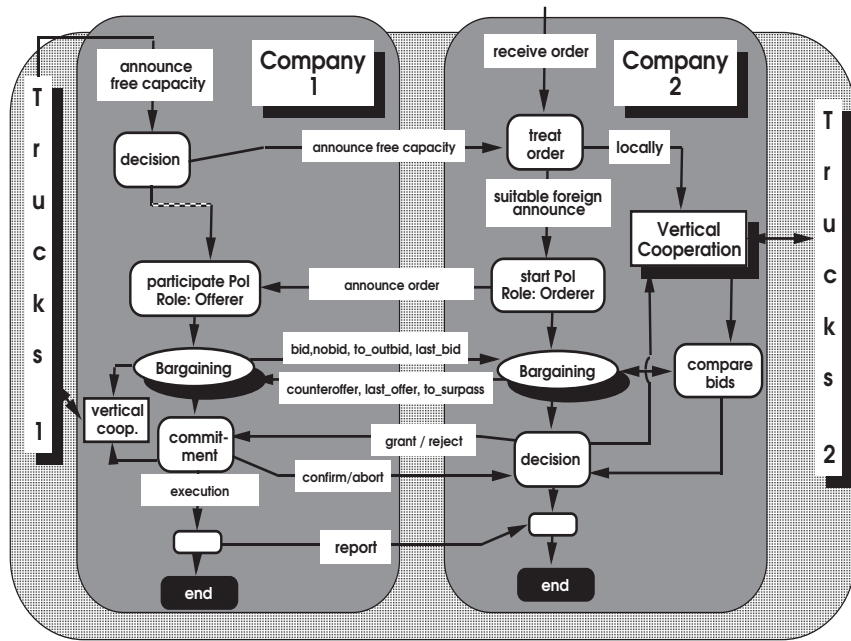 announce
free capacity
Company
1
receive order
Company
2
T
r
u
c
k
s
1
T
r
u
c
k
s
2
decision
announce free capacity
treat
order
locally
suitable foreign
announce
Vertical
Cooperation
participate Pol
Role: Offerer
announce order
start Pol
Role: Orderer
Bargaining
bid,nobid, to_outbid, last_bid
counteroffer, last_offer, to_surpass
Bargaining
compare
bids
vertical
coop.
commit-
ment
grant / reject
confirm/abort
decision
execution
report
end
end